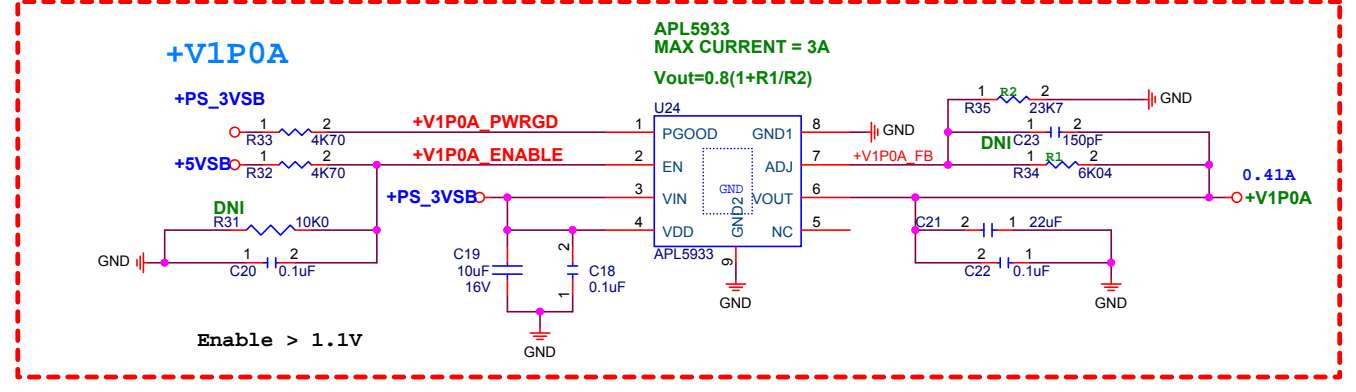 APL5933
MAX CURRENT = 3A
+V1P0A
Vout=0.8(1+R1/R2)
+PS_3VSB
1 R2 2
R35 23K7
GND
U24
R33 1 2 4K70
+V1P0A_PWRGD
1 PGOOD
GND1 8
GND
DNI C23 1 2 150pF
+5VSB
R32 1 2 4K70
+V1P0A_ENABLE
2 EN
ADJ 7
+V1P0A_FB
1 R1 2
R34 6K04
0.41A
+PS_3VSB
3 VIN
GND
VOUT 6
+V1P0A
DNI
R31 10K0
4 VDD
GND2
NC 5
C21 2 1 22uF
APL5933
9
GND
C20 1 2 0.1uF
C19
10uF
16V
2
C18
1 0.1uF
C22 2 1 0.1uF
GND
GND
GND
Enable > 1.1V